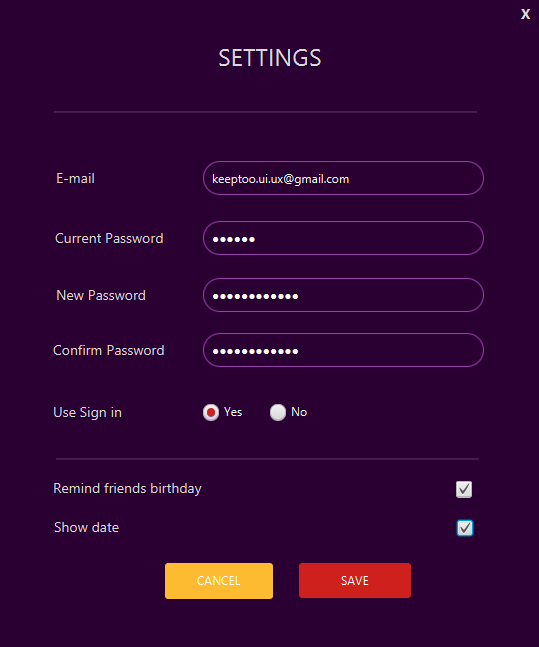 X
SETTINGS
E-mail keeptoo.ui.ux@gmail.com
Current Password ●●●●●●
New Password ●●●●●●●●●●●●
Confirm Password ●●●●●●●●●●●●
Use Sign in Yes No
Remind friends birthday
Show date
CANCEL SAVE